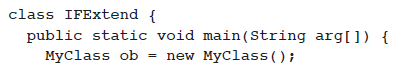 class IFExtend {
  public static void main(String arg[]) {
    MyClass ob = new MyClass();